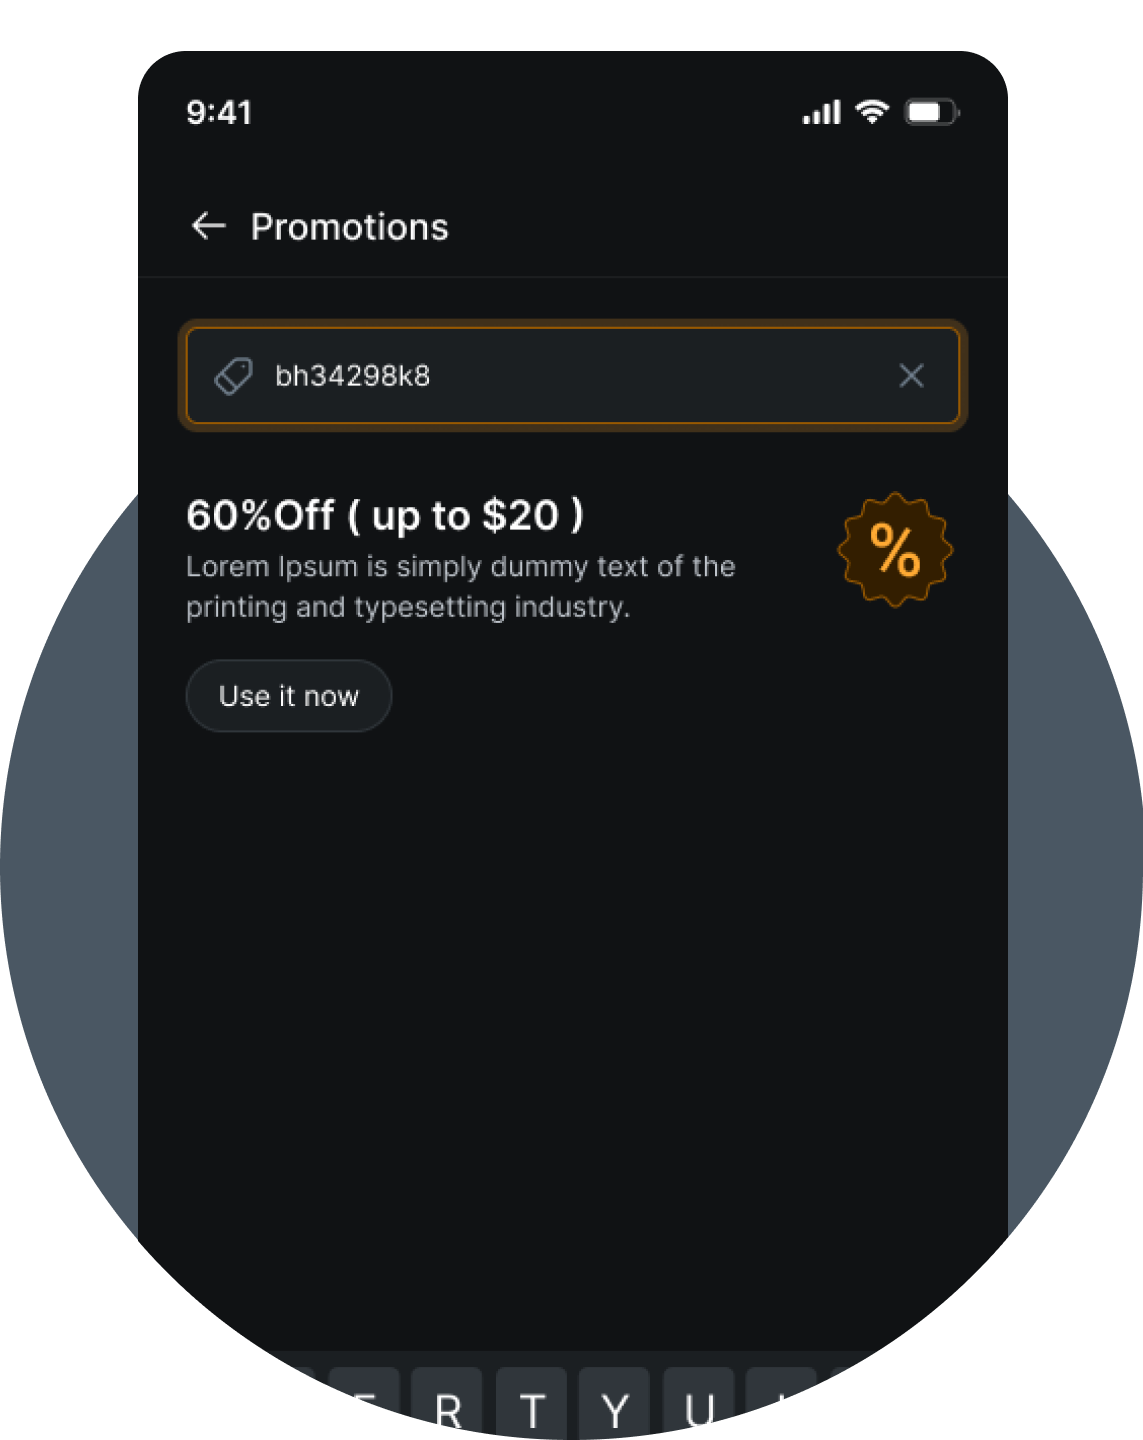 9:41
Promotions
bh34298k8
60%Off ( up to $20 )
%
Lorem Ipsum is simply dummy text of the
printing and typesetting industry.
Use it now
R T Y U